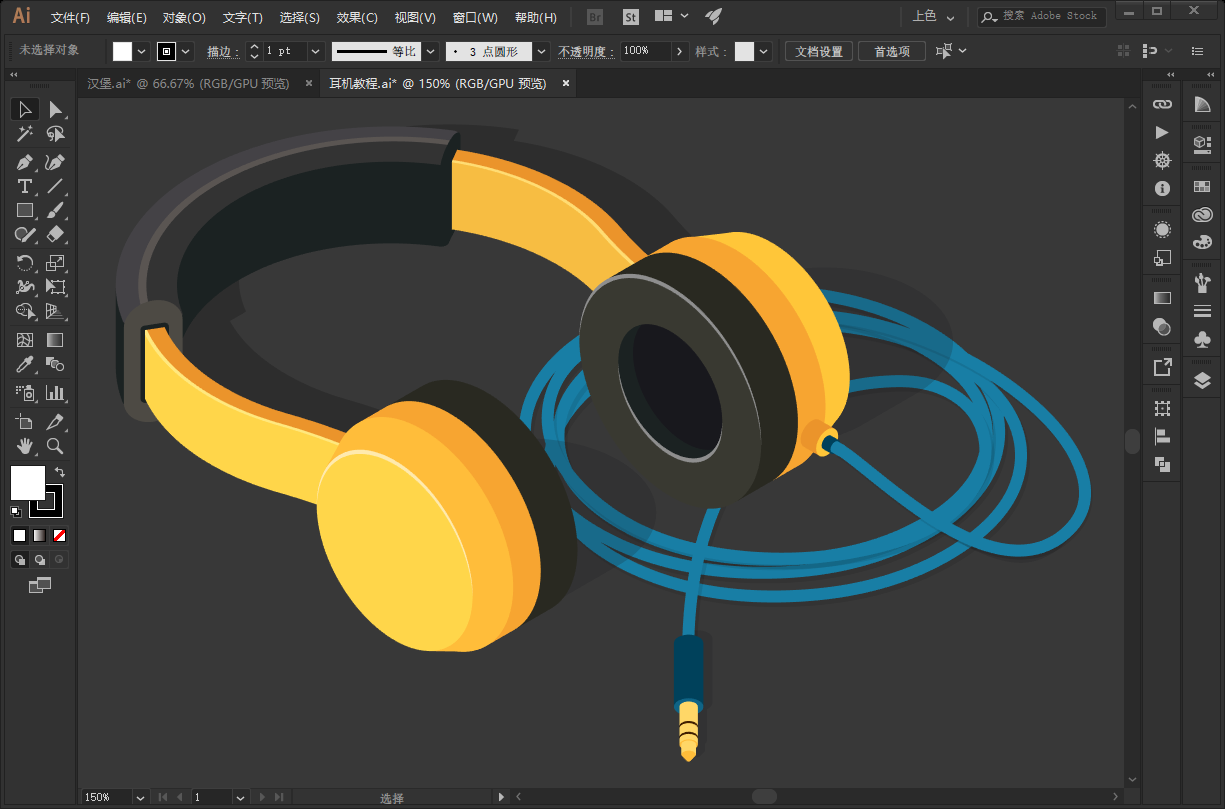 Ai 文件(F) 编辑(E) 对象(O) 文字(T) 选择(S) 效果(C) 视图(V) 窗口(W) 帮助(H) Br St 上色 搜索 Adobe Stock
未选择对象 描边: 1 pt 等比 3 点圆形 不透明度: 100% 样式: 文档设置 首选项
汉堡.ai* @ 66.67% (RGB/GPU 预览) × 耳机教程.ai* @ 150% (RGB/GPU 预览) ×
150% 1 选择